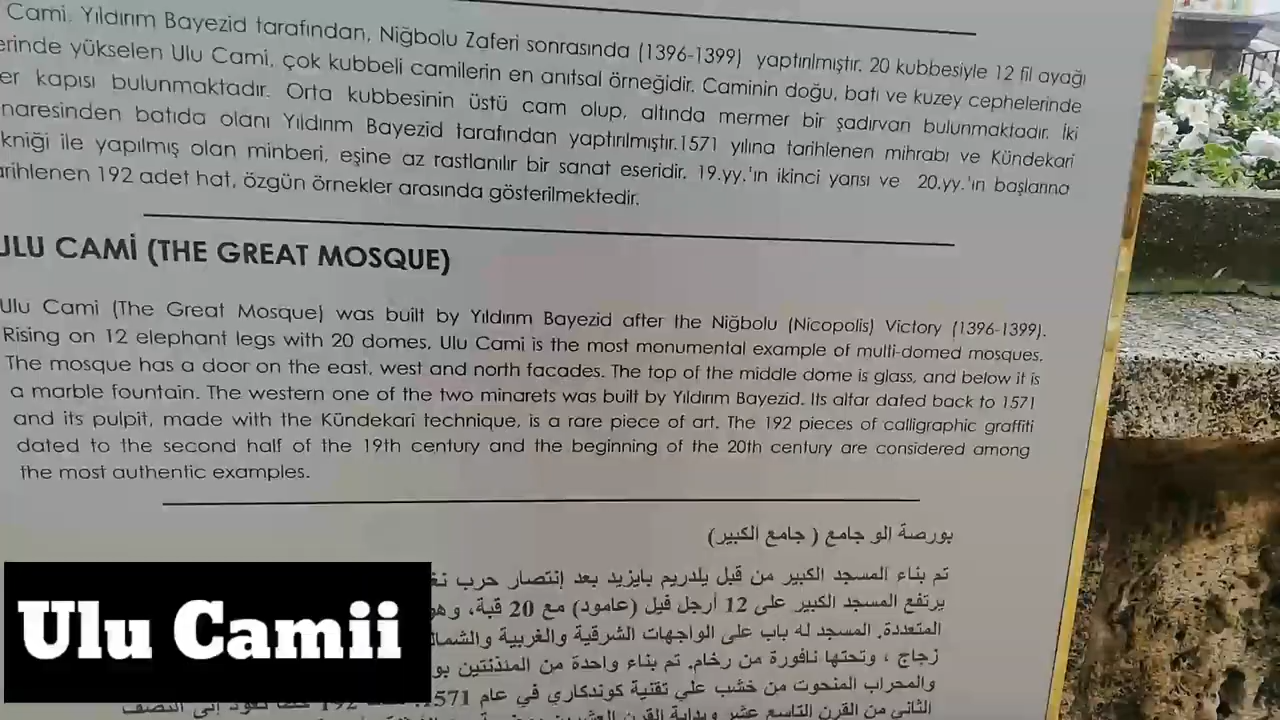 Cami, Yıldırım Bayezid tarafından, Niğbolu Zaferi sonrasında (1396-1399) yaptırılmıştır. 20 kubbesiyle 12 fil ayağı
erinde yükselen Ulu Cami, çok kubbeli camilerin en anıtsal örneğidir. Caminin doğu, batı ve kuzey cephelerinde
er kapısı bulunmaktadır. Orta kubbesinin üstü cam olup, altında mermer bir şadırvan bulunmaktadır. İki
naresinden batıda olanı Yıldırım Bayezid tarafından yaptırılmıştır.1571 yılına tarihlenen mihrabı ve Kündekari
kniği ile yapılmış olan minberi, eşine az rastlanılır bir sanat eseridir. 19.yy.'ın ikinci yarısı ve 20.yy.'ın başlarına
arihlenen 192 adet hat, özgün örnekler arasında gösterilmektedir.
ULU CAMİ (THE GREAT MOSQUE)
Ulu Cami (The Great Mosque) was built by Yıldırım Bayezid after the Niğbolu (Nicopolis) Victory (1396-1399).
Rising on 12 elephant legs with 20 domes, Ulu Cami is the most monumental example of multi-domed mosques.
The mosque has a door on the east, west and north facades. The top of the middle dome is glass, and below it is
a marble fountain. The western one of the two minarets was built by Yıldırım Bayezid. Its altar dated back to 1571
and its pulpit, made with the Kündekari technique, is a rare piece of art. The 192 pieces of calligraphic graffiti
dated to the second half of the 19th century and the beginning of the 20th century are considered among
the most authentic examples.
بورصة الو جامع ( جامع الكبير)
تم بناء المسجد الكبير من قبل يلدريم بايزيد بعد إنتصار حرب
يرتفع المسجد الكبير على 12 أرجل فيل (عامود) مع 20 قبة، وهو
المتعددة. المسجد له باب على الواجهات الشرقية والغربية والشما
زجاج ، وتحتها نافورة من رخام. تم بناء واحدة من المئذنتين
والمحراب المنحوت من خشب علي تقنية كوندكاري في عام 1571.
الثاني من القرن التاسع عشر وبداية القرن العشرين
Ulu Camii